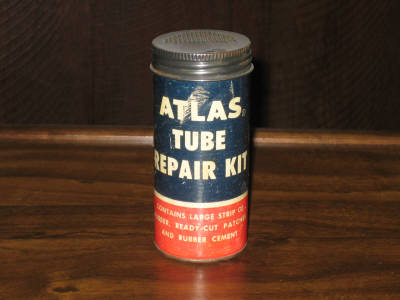 ATLAS
TUBE
REPAIR KIT
CONTAINS LARGE STRIP OF
READY-CUT PATCHES
AND RUBBER CEMENT